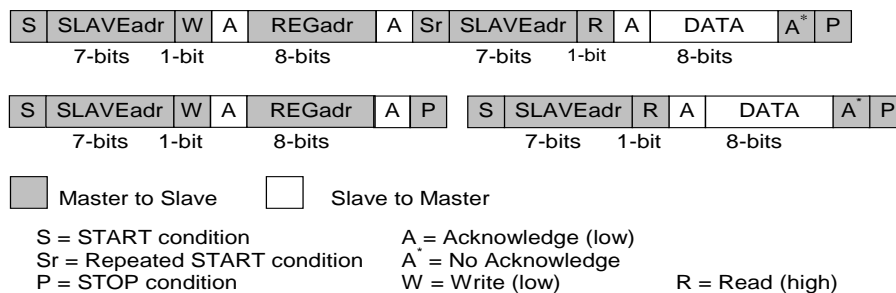 S SLAVEadr W A REGadr A Sr SLAVEadr R A DATA A* P
7-bits 1-bit 8-bits 7-bits 1-bit 8-bits
S SLAVEadr W A REGadr A P S SLAVEadr R A DATA A* P
7-bits 1-bit 8-bits 7-bits 1-bit 8-bits
Master to Slave Slave to Master
S = START condition A = Acknowledge (low)
Sr = Repeated START condition A* = No Acknowledge
P = STOP condition W = Write (low) R = Read (high)